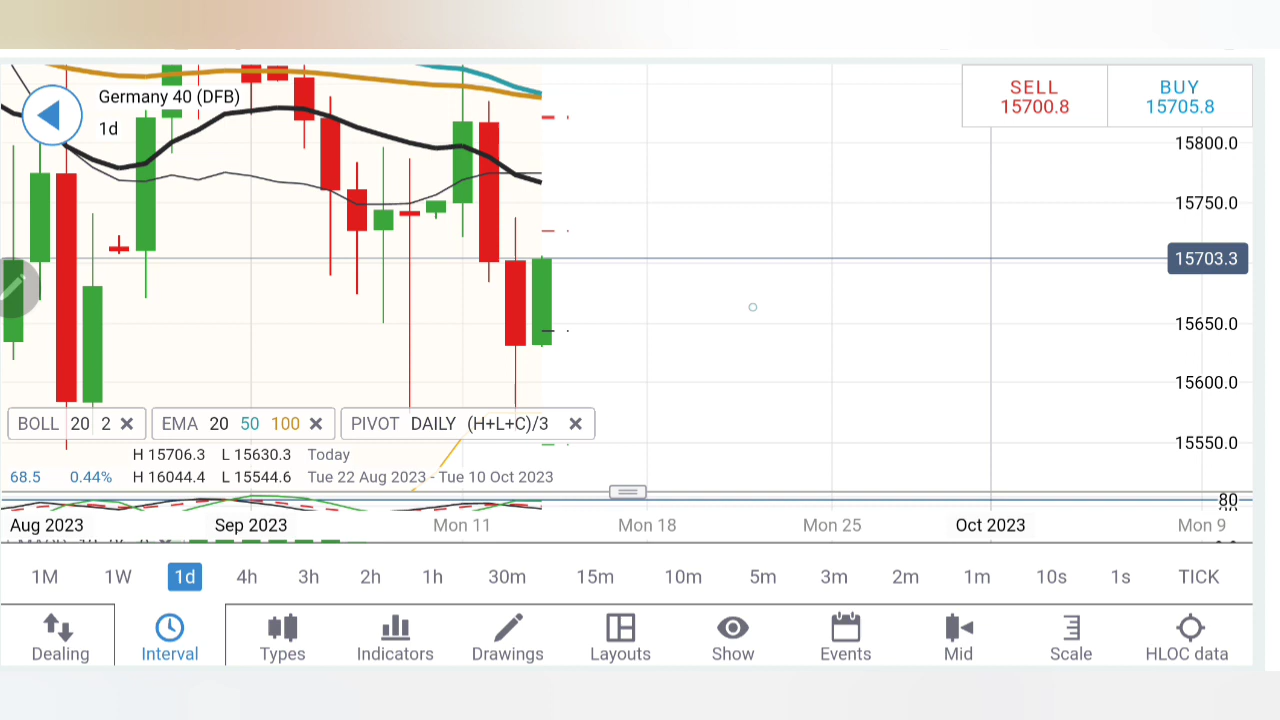 Germany 40 (DFB)
1d
SELL
15700.8
BUY
15705.8
15800.0
15750.0
15703.3
15650.0
15600.0
15550.0
BOLL 20 2
EMA 20 50 100
PIVOT DAILY (H+L+C)/3
H 15706.3 L 15630.3 Today
68.5 0.44% H 16044.4 L 15544.6 Tue 22 Aug 2023 - Tue 10 Oct 2023
80
Aug 2023 Sep 2023 Mon 11 Mon 18 Mon 25 Oct 2023 Mon 9
1M 1W 1d 4h 3h 2h 1h 30m 15m 10m 5m 3m 2m 1m 10s 1s TICK
Dealing Interval Types Indicators Drawings Layouts Show Events Mid Scale HLOC data